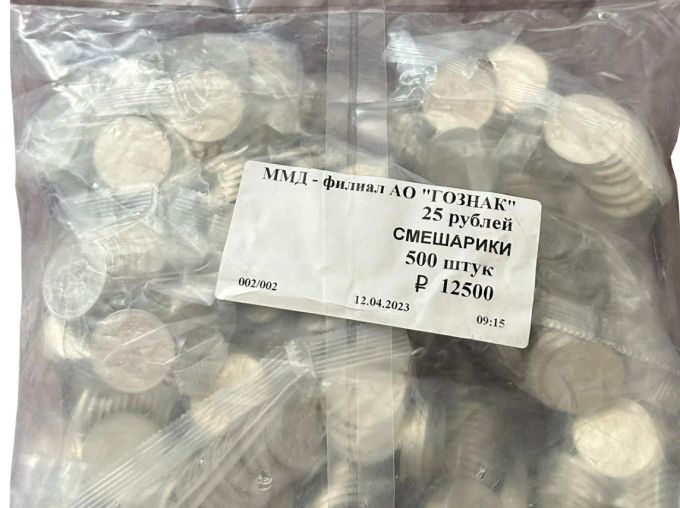 ММД - филиал АО "ГОЗНАК"
25 рублей
СМЕШАРИКИ
500 штук
₽ 12500
002/002 12.04.2023 09:15